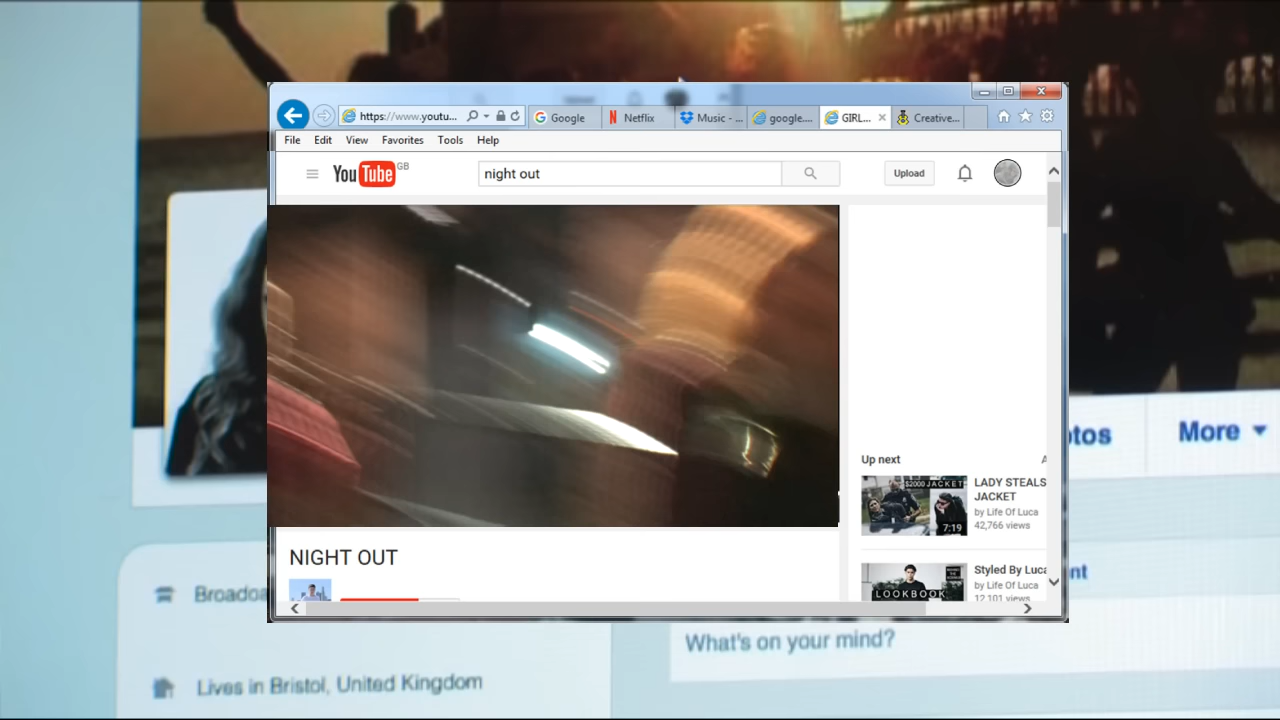 https://www.youtu...
Google
Netflix
Music - ...
google....
GIRL...
Creative...
File Edit View Favorites Tools Help
YouTube GB
night out
Upload
Up next
$2000 JACKET
7:19
LADY STEALS
JACKET
by Life Of Luca
42,766 views
LOOKBOOK
Styled By Luca
by Life Of Luca
12,101 views
NIGHT OUT
otos
More
Broadca
nt
What's on your mind?
Lives in Bristol, United Kingdom